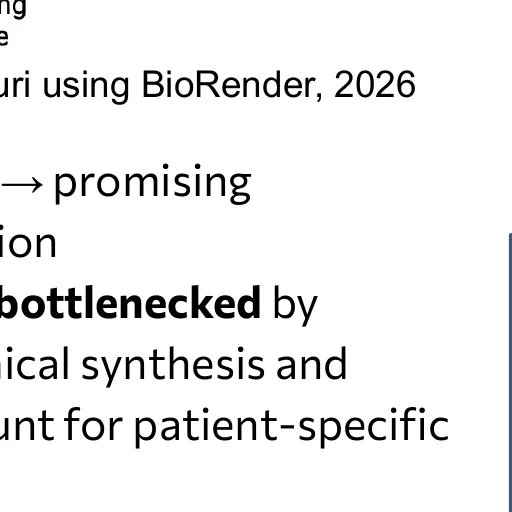 ng
e
uri using BioRender, 2026
→ promising
ion
bottlenecked by
ical synthesis and
unt for patient-specific